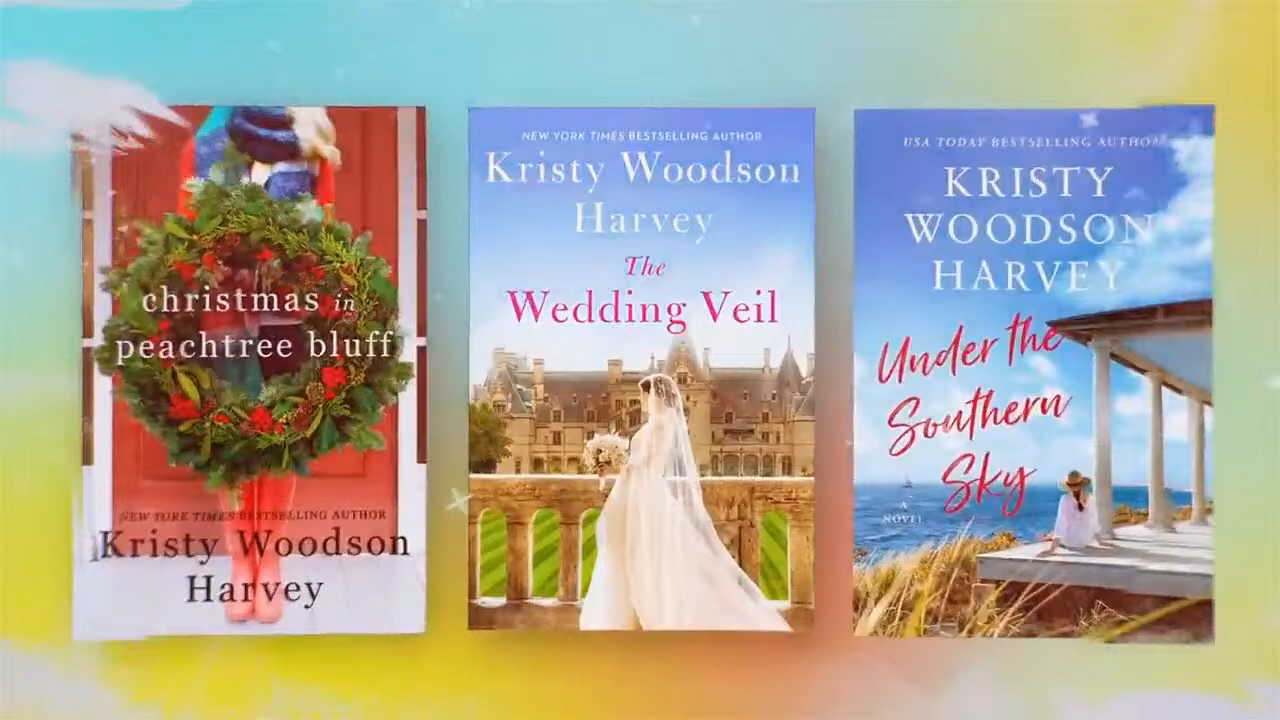 christmas in
peachtree bluff
NEW YORK TIMES BESTSELLING AUTHOR
Kristy Woodson
Harvey
NEW YORK TIMES BESTSELLING AUTHOR
Kristy Woodson
Harvey
The
Wedding Veil
USA TODAY BESTSELLING AUTHOR
KRISTY
WOODSON
HARVEY
Under the
Southern
Sky
A
NOVEL